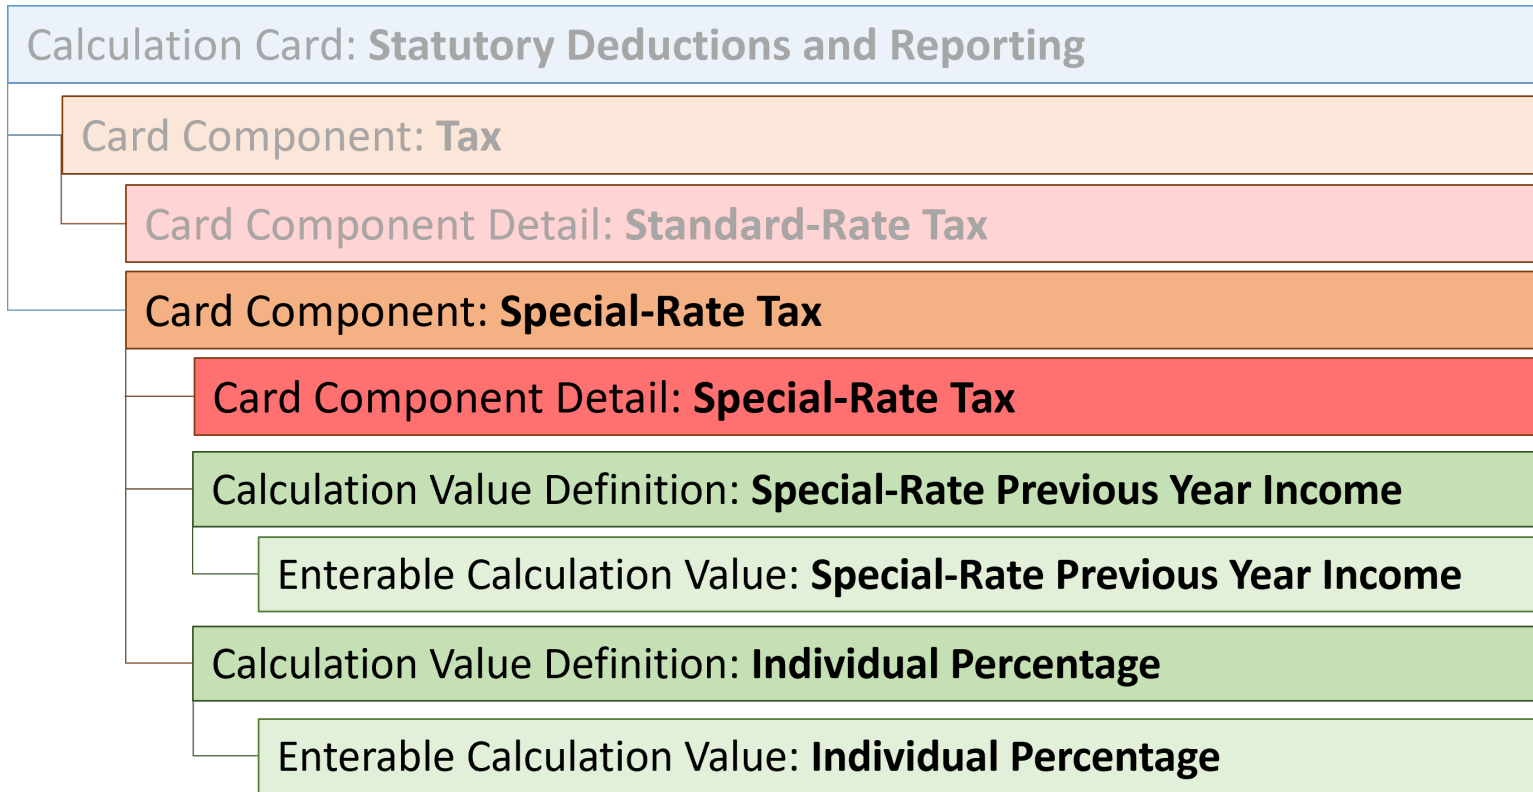 Calculation Card: Statutory Deductions and Reporting
Card Component: Tax
Card Component Detail: Standard-Rate Tax
Card Component: Special-Rate Tax
Card Component Detail: Special-Rate Tax
Calculation Value Definition: Special-Rate Previous Year Income
Enterable Calculation Value: Special-Rate Previous Year Income
Calculation Value Definition: Individual Percentage
Enterable Calculation Value: Individual Percentage